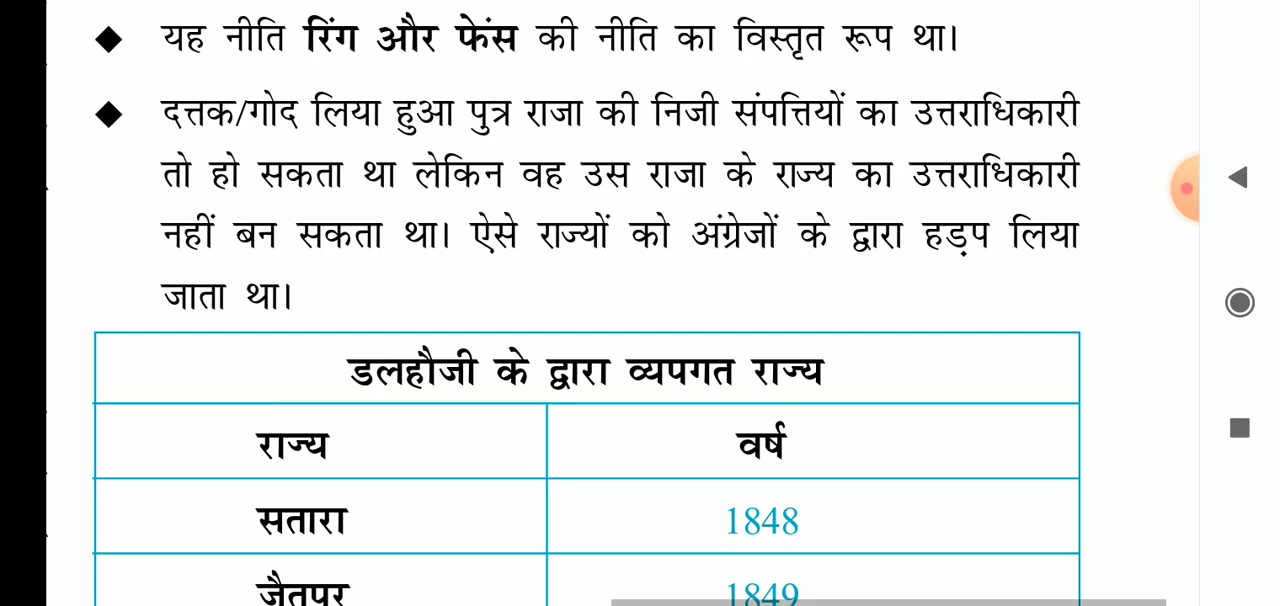 ◆ यह नीति रिंग और फेंस की नीति का विस्तृत रूप था।
◆ दत्तक/गोद लिया हुआ पुत्र राजा की निजी संपत्तियों का उत्तराधिकारी
तो हो सकता था लेकिन वह उस राजा के राज्य का उत्तराधिकारी
नहीं बन सकता था। ऐसे राज्यों को अंग्रेजों के द्वारा हड़प लिया
जाता था।
डलहौजी के द्वारा व्यपगत राज्य
राज्य वर्ष
सतारा 1848
जैतपुर 1849